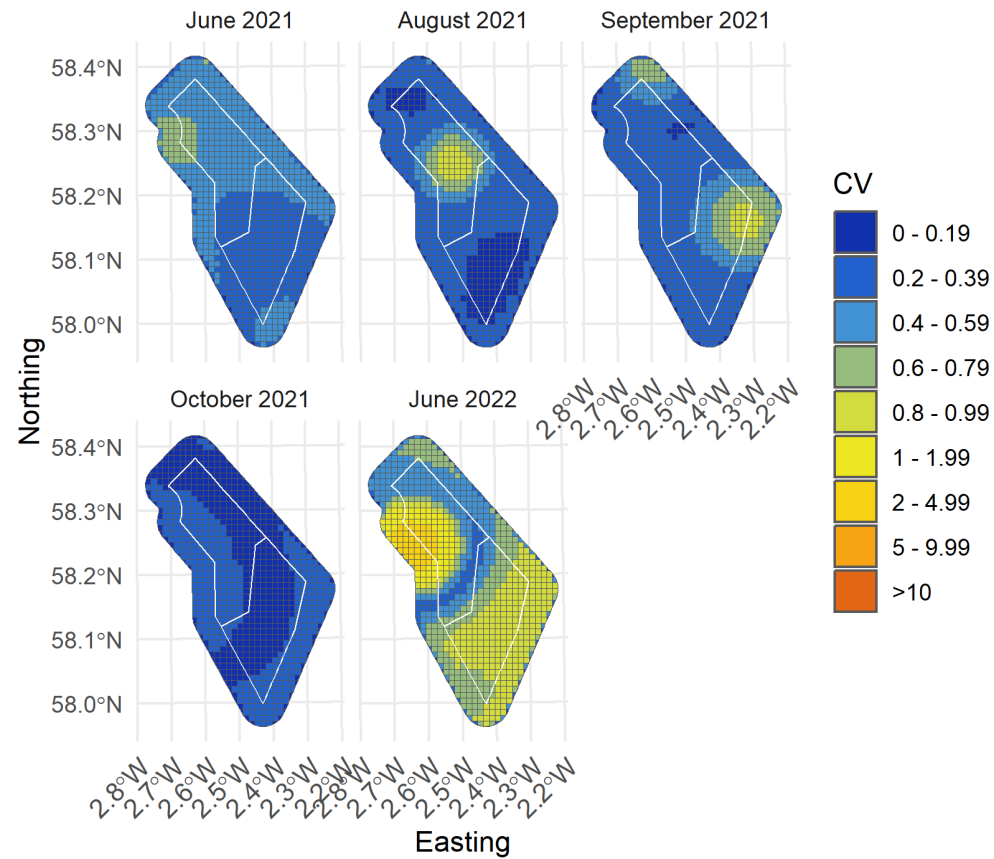 June 2021
August 2021
September 2021
58.4°N
58.3°N
58.2°N
58.1°N
58.0°N
2.8°W
2.7°W
2.6°W
2.5°W
2.4°W
2.3°W
2.2°W
Northing
October 2021
June 2022
58.4°N
58.3°N
58.2°N
58.1°N
58.0°N
2.8°W
2.7°W
2.6°W
2.5°W
2.4°W
2.3°W
2.2°W
2.8°W
2.7°W
2.6°W
2.5°W
2.4°W
2.3°W
2.2°W
Easting
CV
0 - 0.19
0.2 - 0.39
0.4 - 0.59
0.6 - 0.79
0.8 - 0.99
1 - 1.99
2 - 4.99
5 - 9.99
>10